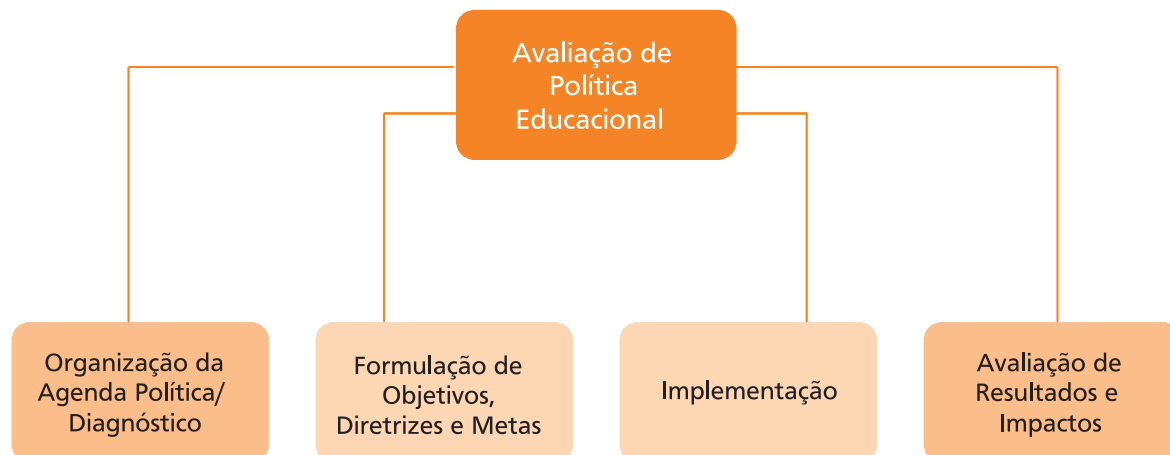 Avaliação de
Política
Educacional
Organização da
Agenda Política/
Diagnóstico
Formulação de
Objetivos,
Diretrizes e Metas
Implementação
Avaliação de
Resultados e
Impactos